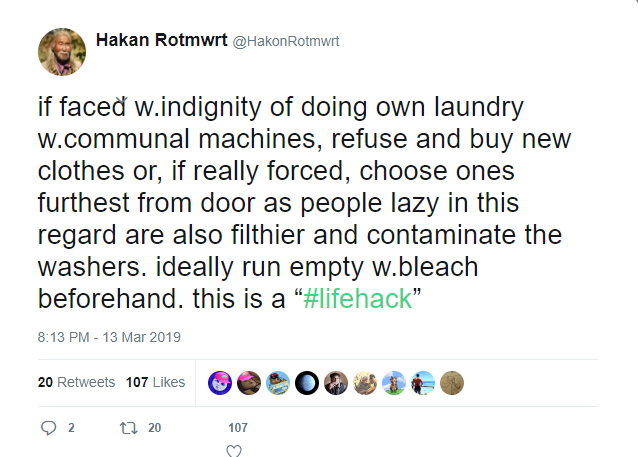 Hakan Rotmwrt @HakonRotmwrt
if faced w.indignity of doing own laundry
w.communal machines, refuse and buy new
clothes or, if really forced, choose ones
furthest from door as people lazy in this
regard are also filthier and contaminate the
washers. ideally run empty w.bleach
beforehand. this is a “#lifehack”
8:13 PM - 13 Mar 2019
20 Retweets 107 Likes
2 20 107